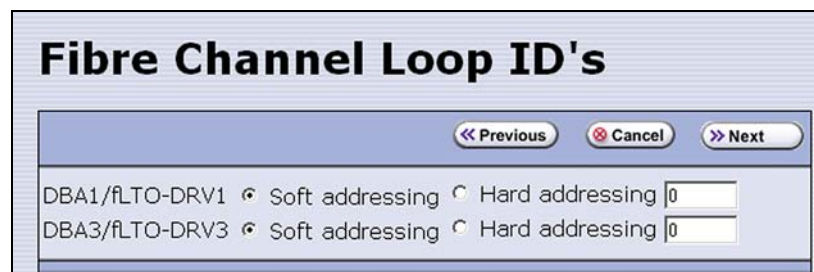 Fibre Channel Loop ID's
Previous Cancel Next
DBA1/fLTO-DRV1 Soft addressing Hard addressing 0
DBA3/fLTO-DRV3 Soft addressing Hard addressing 0